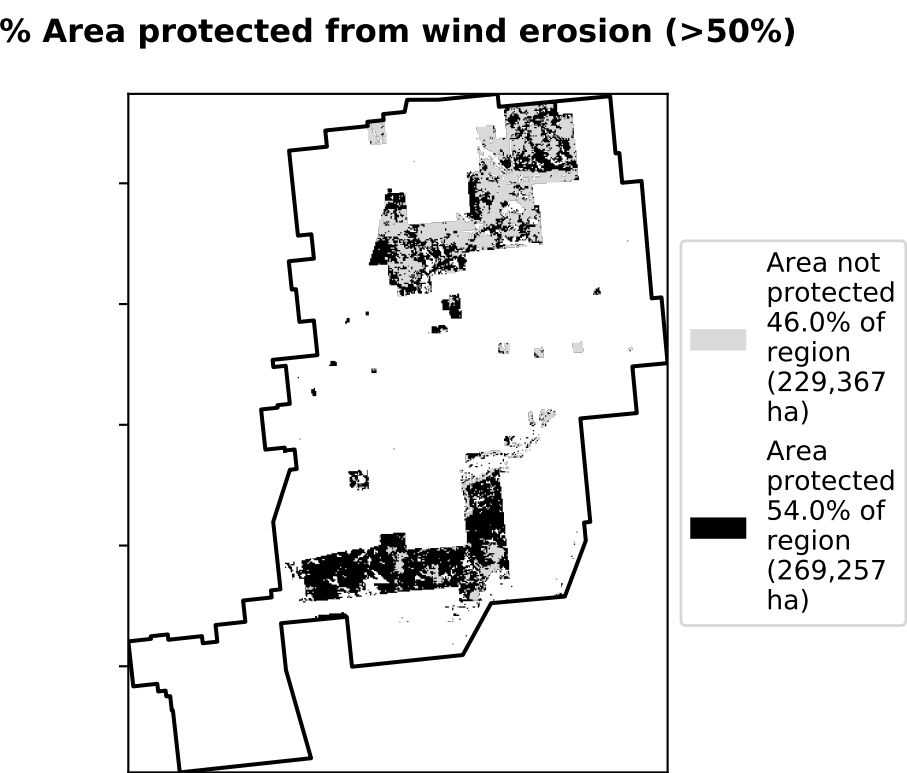 % Area protected from wind erosion (>50%)
Area not
protected
46.0% of
region
(229,367
ha)
Area
protected
54.0% of
region
(269,257
ha)